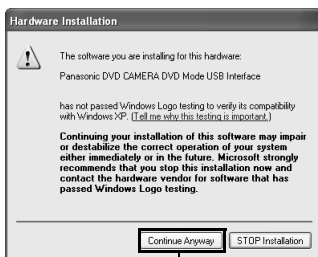 Hardware Installation
The software you are installing for this hardware:
Panasonic DVD CAMERA DVD Mode USB Interface
has not passed Windows Logo testing to verify its compatibility
with Windows XP. (Tell me why this testing is important.)
Continuing your installation of this software may impair
or destabilize the correct operation of your system
either immediately or in the future. Microsoft strongly
recommends that you stop this installation now and
contact the hardware vendor for software that has
passed Windows Logo testing.
Continue Anyway
STOP Installation